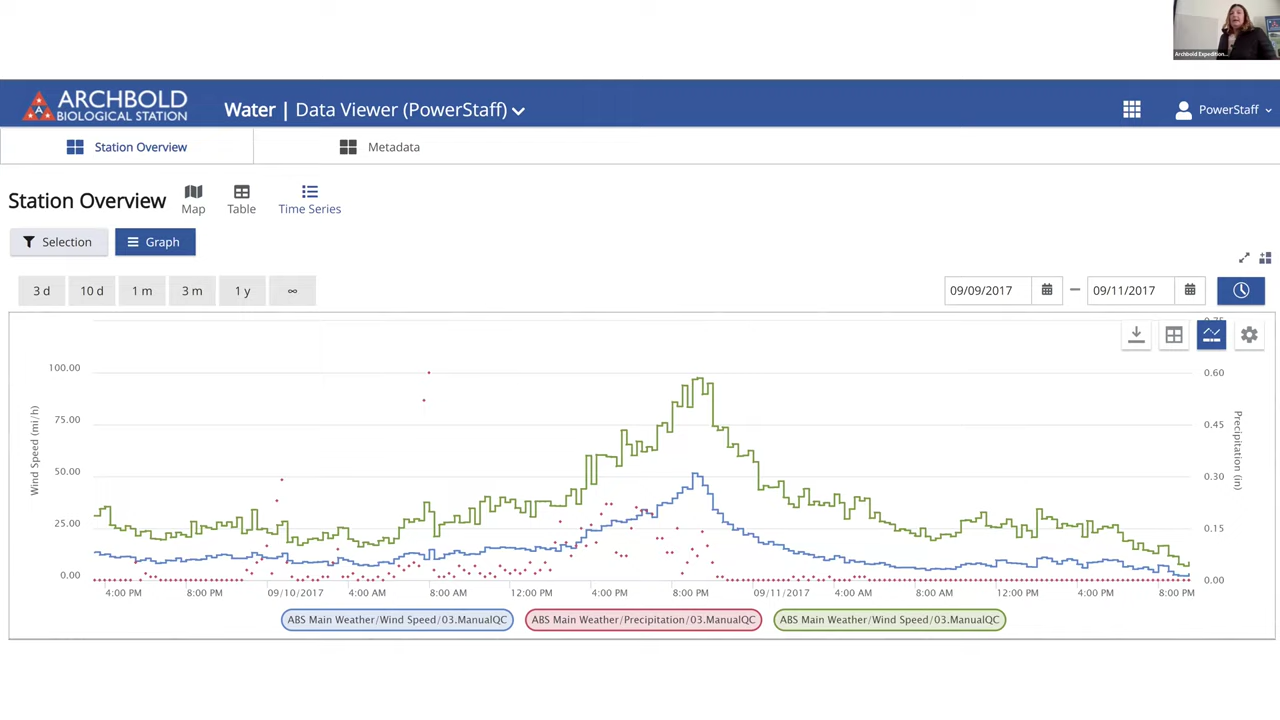 Archbold Expedition...
ARCHBOLD
BIOLOGICAL STATION
Water | Data Viewer (PowerStaff)
PowerStaff
Station Overview
Metadata
Station Overview
Map
Table
Time Series
Selection
Graph
3 d
10 d
1 m
3 m
1 y
∞
09/09/2017
—
09/11/2017
0.75
100.00
75.00
50.00
25.00
0.00
Wind Speed (mi/h)
0.60
0.45
0.30
0.15
0.00
Precipitation (in)
4:00 PM
8:00 PM
09/10/2017
4:00 AM
8:00 AM
12:00 PM
4:00 PM
8:00 PM
09/11/2017
4:00 AM
8:00 AM
12:00 PM
4:00 PM
8:00 PM
ABS Main Weather/Wind Speed/03.ManualQC
ABS Main Weather/Precipitation/03.ManualQC
ABS Main Weather/Wind Speed/03.ManualQC